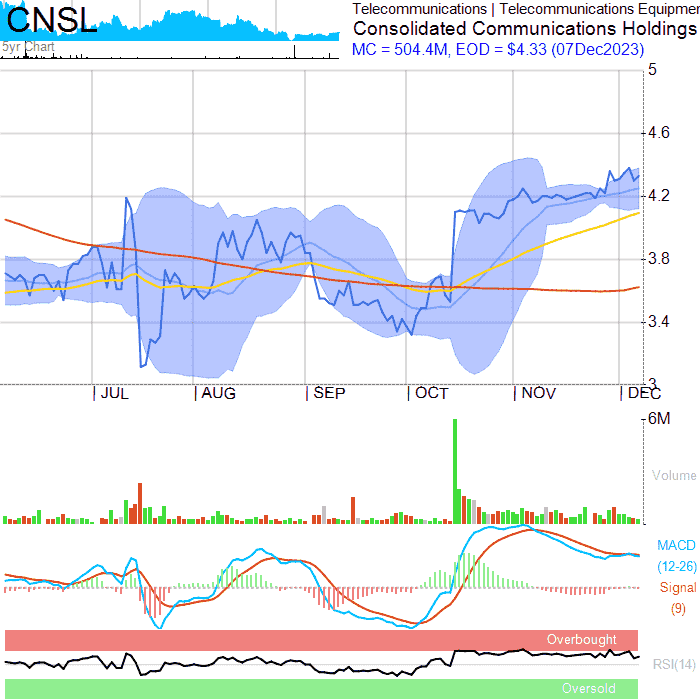 CNSL
5yr Chart
Telecommunications | Telecommunications Equipmen
Consolidated Communications Holdings
MC = 504.4M, EOD = $4.33 (07Dec2023)
5
4.6
4.2
3.8
3.4
3
JUL
AUG
SEP
OCT
NOV
DEC
6M
Volume
MACD
(12-26)
Signal
(9)
Overbought
RSI(14)
Oversold